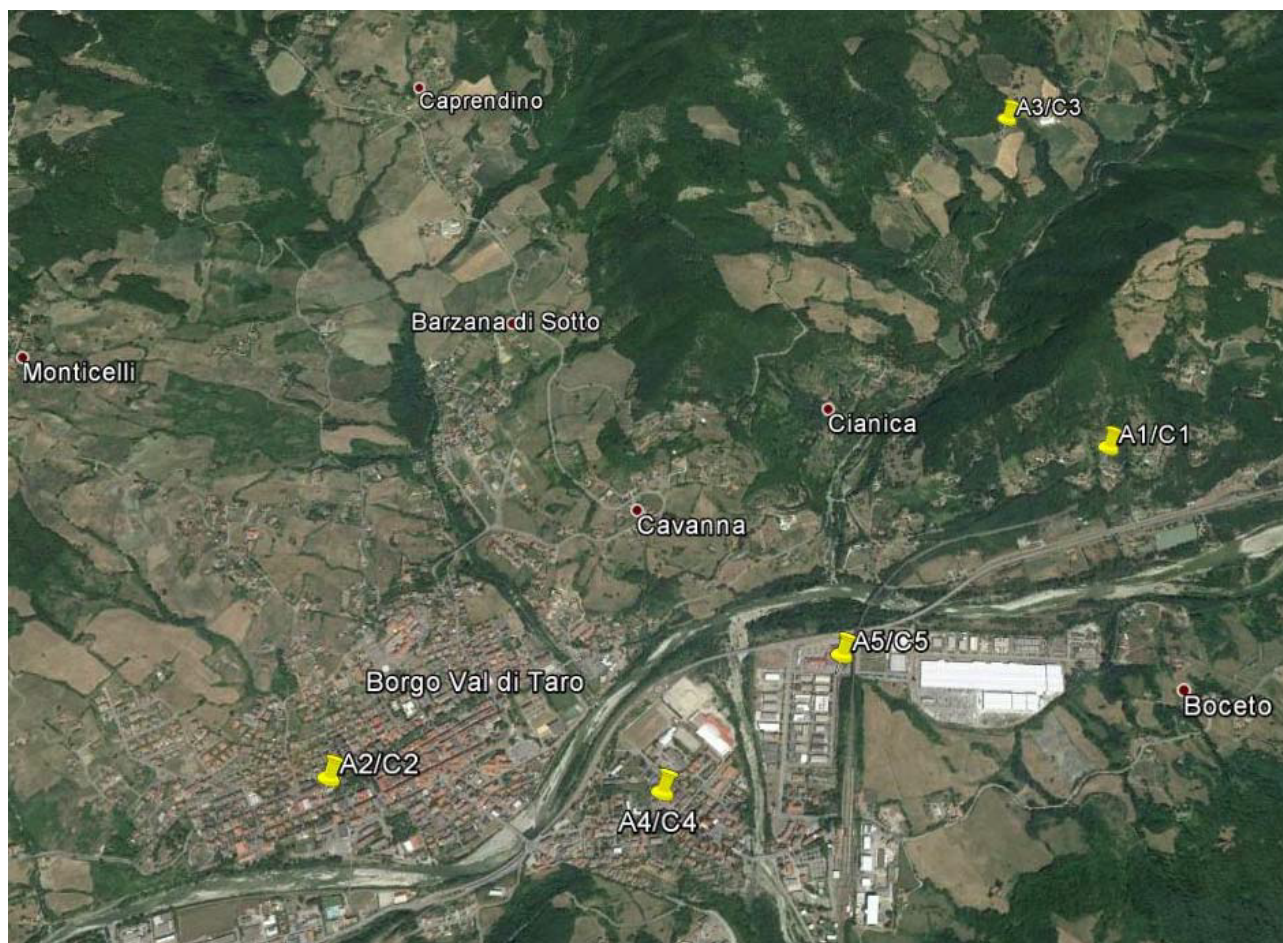 Caprendino
A3/C3
Barzana di Sotto
Monticelli
Cianica
A1/C1
Cavanna
A5/C5
Borgo Val di Taro
Boceto
A2/C2
A4/C4